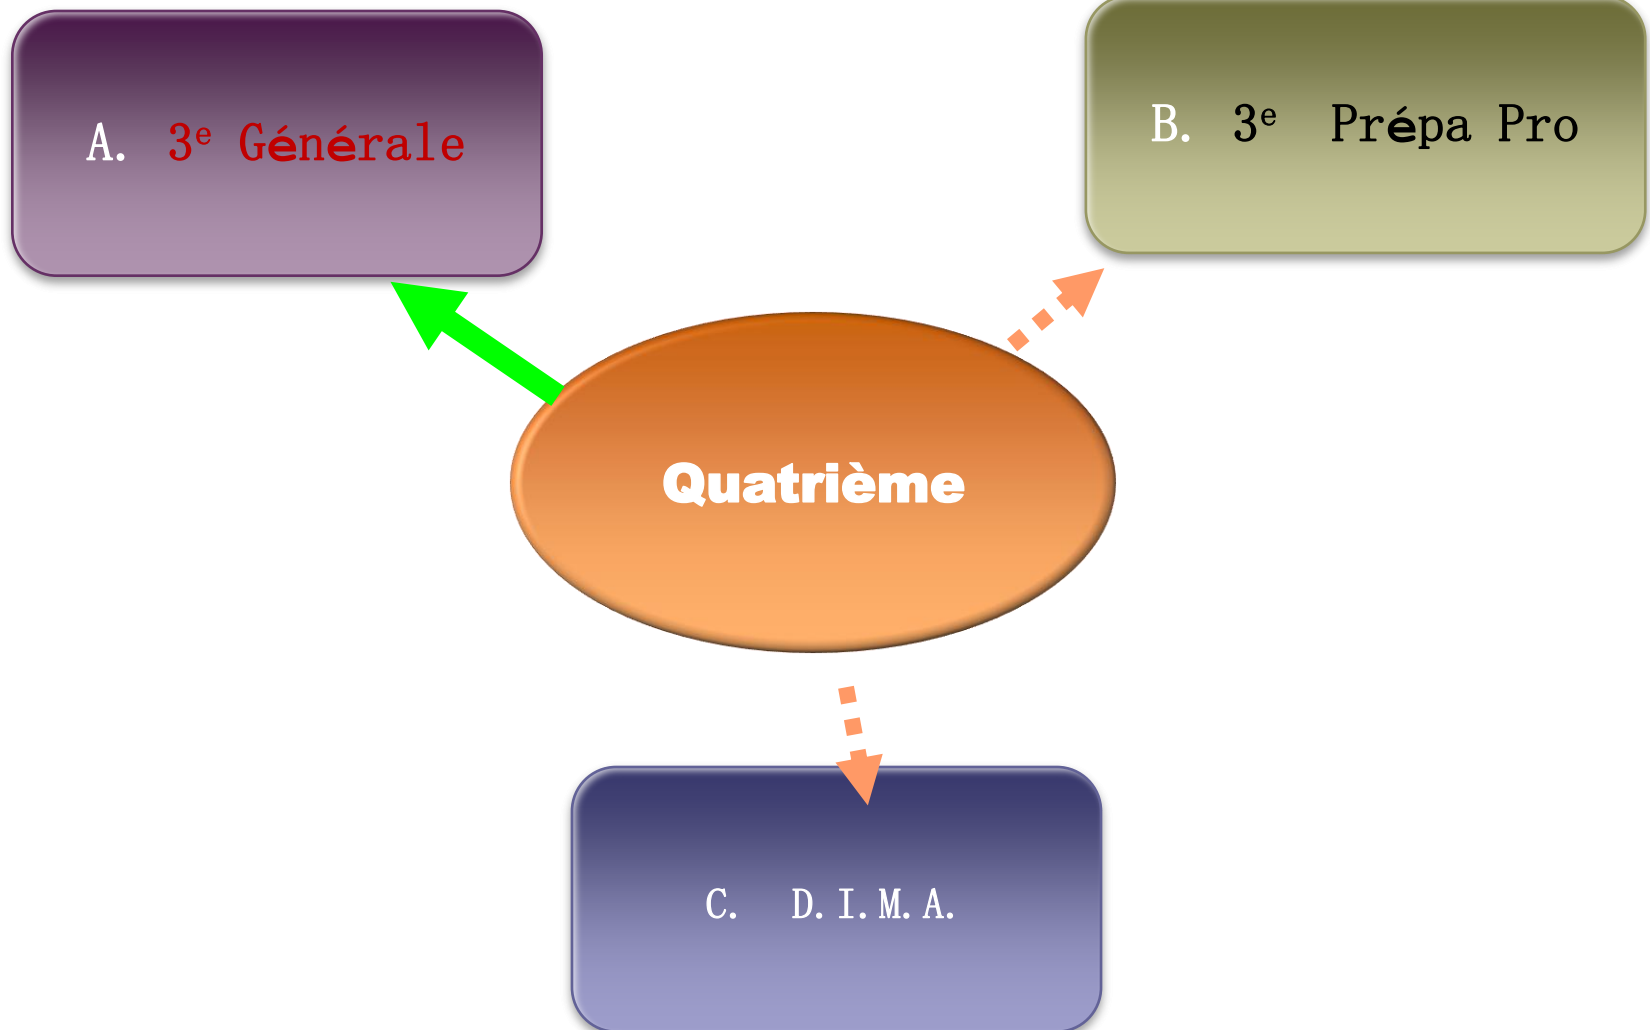 A. 3e Générale
B. 3e Prépa Pro
Quatrième
C. D.I.M.A.